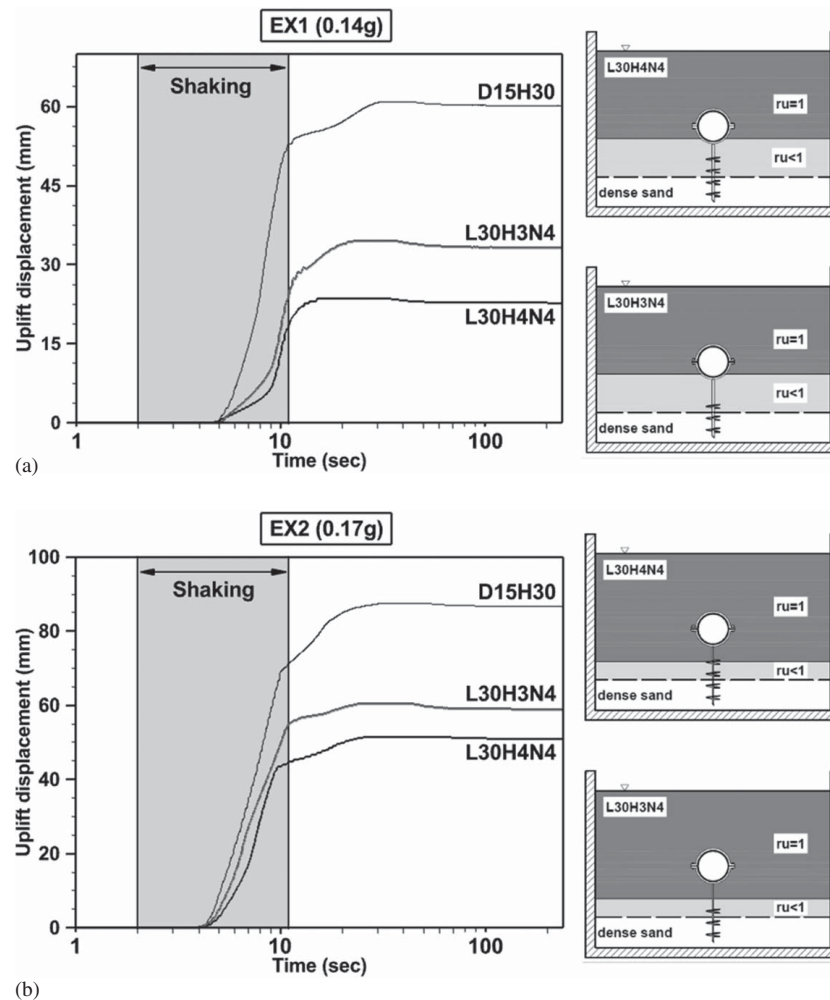 EX1 (0.14g)
Uplift displacement (mm)
60
45
30
15
0
Shaking
D15H30
L30H3N4
L30H4N4
1
10
100
Time (sec)
(a)
L30H4N4
ru=1
ru<1
dense sand
L30H3N4
ru=1
ru<1
dense sand
EX2 (0.17g)
Uplift displacement (mm)
100
80
60
40
20
0
Shaking
D15H30
L30H3N4
L30H4N4
1
10
100
Time (sec)
(b)
L30H4N4
ru=1
ru<1
dense sand
L30H3N4
ru=1
ru<1
dense sand